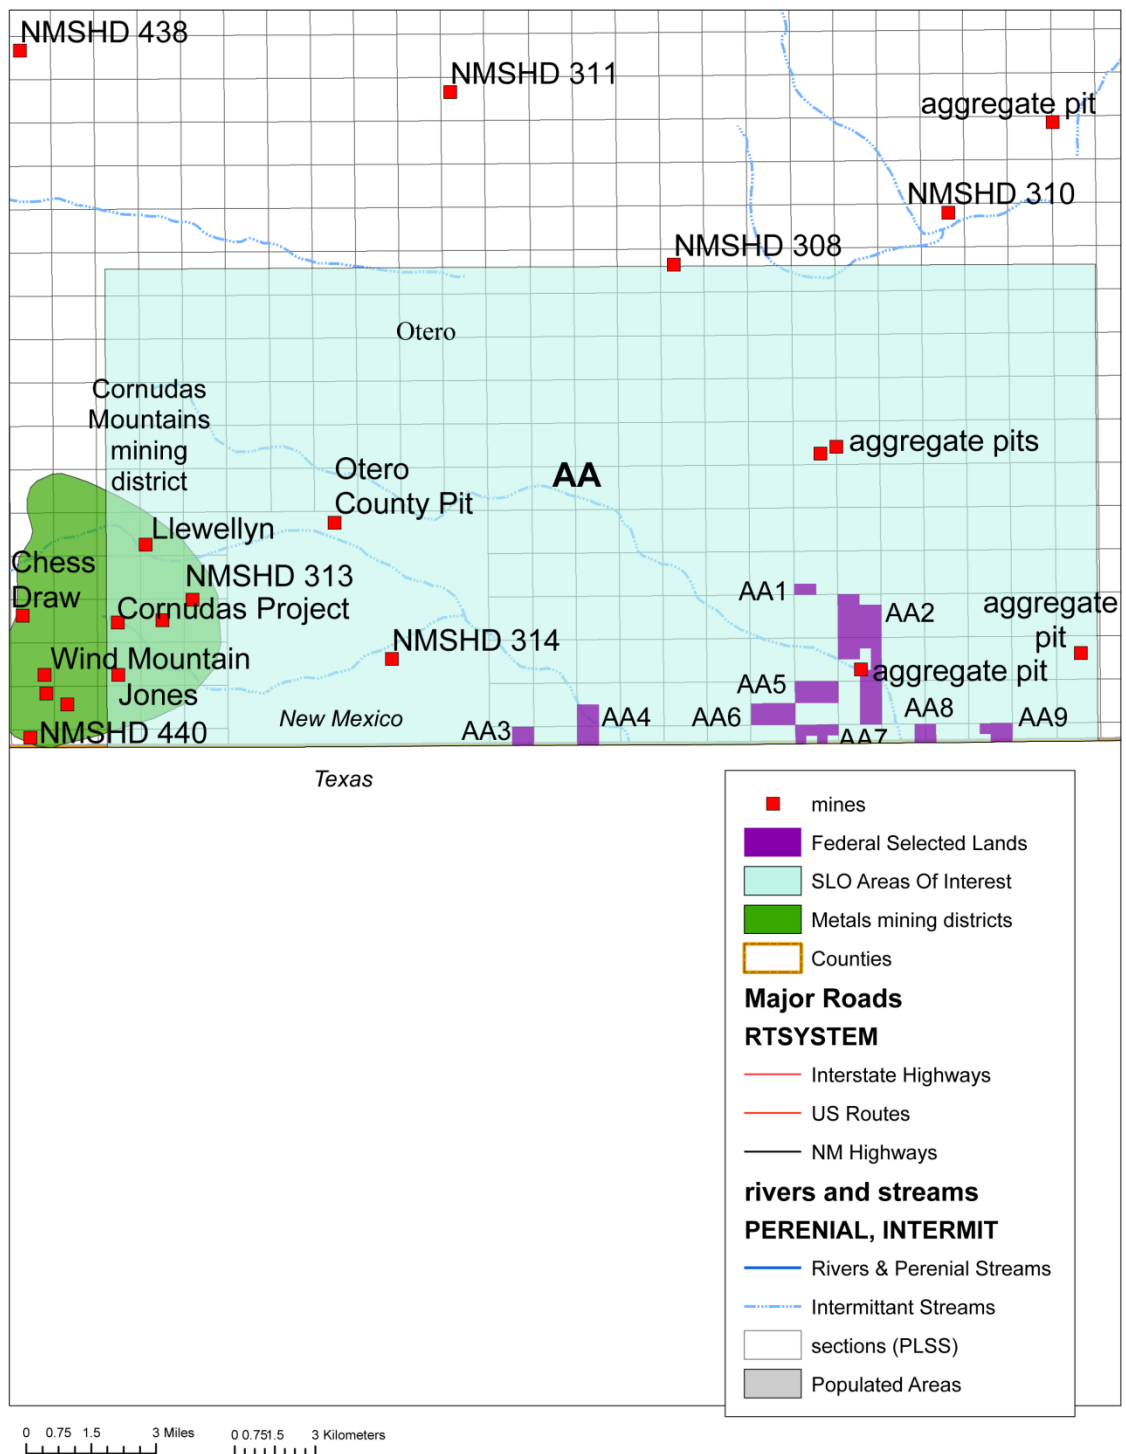 NMSHD 438
NMSHD 311
aggregate pit
NMSHD 310
NMSHD 308
Otero
Cornudas
Mountains
mining
district
aggregate pits
Otero
County Pit
AA
Llewellyn
Chess
Draw
NMSHD 313
Cornudas Project
AA1
AA2
aggregate
pit
NMSHD 314
Wind Mountain
aggregate pit
Jones
AA5
AA6
New Mexico
AA3
AA4
AA7
AA8
AA9
NMSHD 440
Texas
mines
Federal Selected Lands
SLO Areas Of Interest
Metals mining districts
Counties
Major Roads
RTSYSTEM
Interstate Highways
US Routes
NM Highways
rivers and streams
PERENIAL, INTERMIT
Rivers & Perenial Streams
Intermittant Streams
sections (PLSS)
Populated Areas
0 0.75 1.5 3 Miles
0 0.75 1.5 3 Kilometers